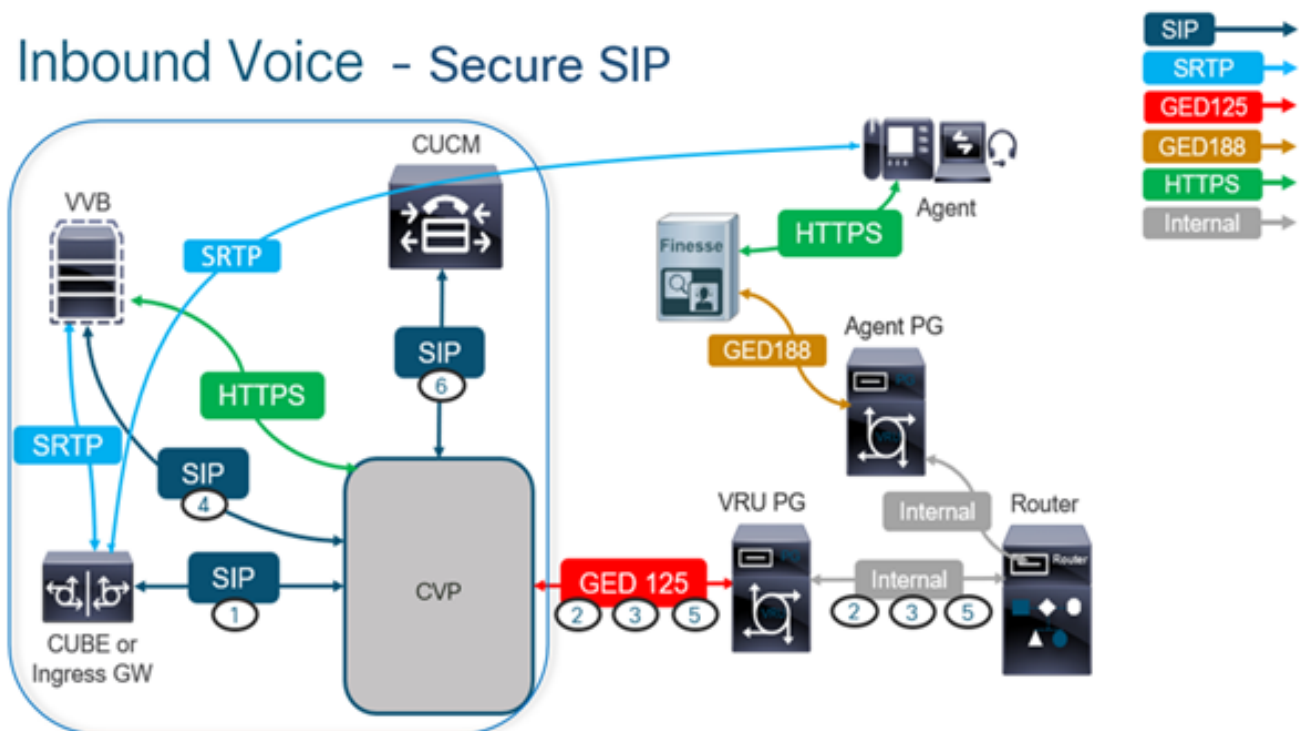 Inbound Voice - Secure SIP
SIP
SRTP
GED125
GED188
HTTPS
Internal
CUCM
VVB
SRTP
Agent
HTTPS
Finesse
SIP
6
Agent PG
GED188
HTTPS
SRTP
SIP
4
VRU PG
Internal
Router
Router
SIP
1
CVP
GED 125
2 3 5
Internal
2 3 5
CUBE or
Ingress GW